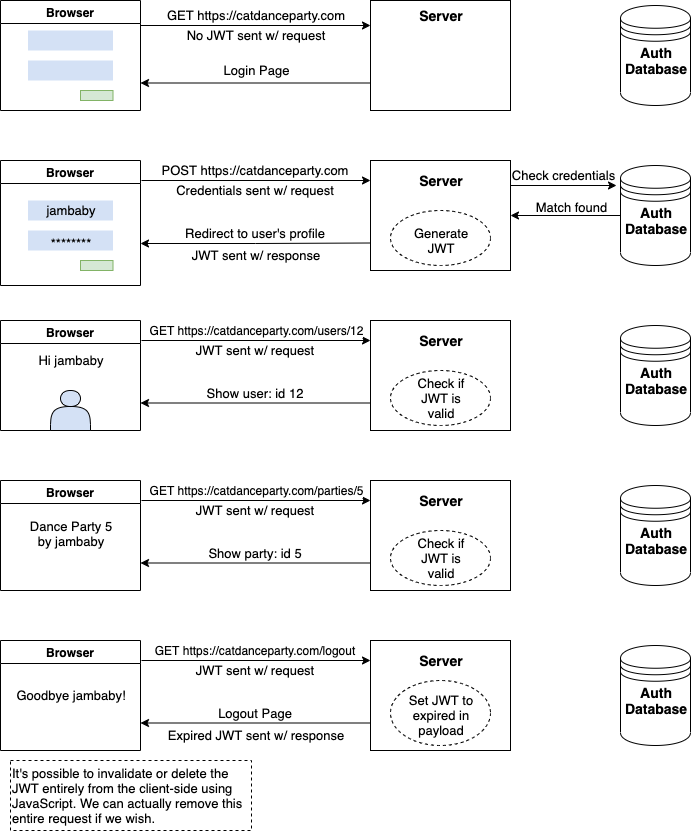 Browser
GET https://catdanceparty.com
No JWT sent w/ request
Login Page
Server
Auth
Database
Browser
jambaby
********
POST https://catdanceparty.com
Credentials sent w/ request
Redirect to user's profile
JWT sent w/ response
Server
Generate
JWT
Check credentials
Match found
Auth
Database
Browser
Hi jambaby
GET https://catdanceparty.com/users/12
JWT sent w/ request
Show user: id 12
Server
Check if
JWT is
valid
Auth
Database
Browser
Dance Party 5
by jambaby
GET https://catdanceparty.com/parties/5
JWT sent w/ request
Show party: id 5
Server
Check if
JWT is
valid
Auth
Database
Browser
Goodbye jambaby!
GET https://catdanceparty.com/logout
JWT sent w/ request
Logout Page
Expired JWT sent w/ response
Server
Set JWT to
expired in
payload
Auth
Database
It's possible to invalidate or delete the
JWT entirely from the client-side using
JavaScript. We can actually remove this
entire request if we wish.